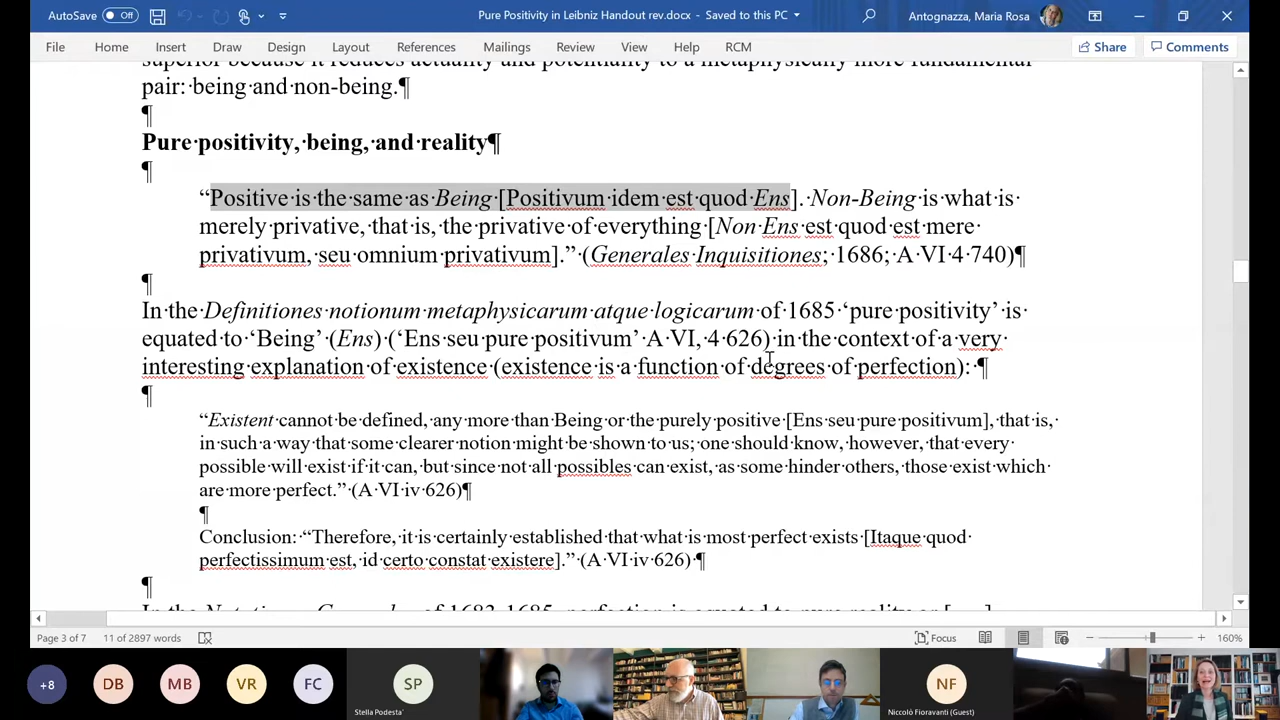 AutoSave Off Pure Positivity in Leibniz Handout rev.docx - Saved to this PC Antognazza, Maria Rosa
File Home Insert Draw Design Layout References Mailings Review View Help RCM Share Comments
superior because it reduces actuality and potentiality to a metaphysically more fundamental
pair: being and non-being.¶
¶
Pure·positivity,·being,·and·reality¶
¶
“Positive·is·the·same·as·Being·[Positivum·idem·est·quod·Ens].·Non-Being·is·what·is·
merely·privative,·that·is,·the·privative·of·everything·[Non·Ens·est·quod·est·mere·
privativum,·seu·omnium·privativum].”·(Generales·Inquisitiones;·1686;·A·VI·4·740)¶
¶
In·the·Definitiones·notionum·metaphysicarum·atque·logicarum·of·1685·‘pure·positivity’·is·
equated·to·‘Being’·(Ens)·(‘Ens·seu·pure·positivum’·A·VI,·4·626)·in·the·context·of·a·very·
interesting·explanation·of·existence·(existence·is·a·function·of·degrees·of·perfection):·¶
¶
“Existent·cannot·be·defined,·any·more·than·Being·or·the·purely·positive·[Ens·seu·pure·positivum],·that·is,·
in·such·a·way·that·some·clearer·notion·might·be·shown·to·us;·one·should·know,·however,·that·every·
possible·will·exist·if·it·can,·but·since·not·all·possibles·can·exist,·as·some·hinder·others,·those·exist·which·
are·more·perfect.”·(A·VI·iv·626)¶
¶
Conclusion:·“Therefore,·it·is·certainly·established·that·what·is·most·perfect·exists·[Itaque·quod·
perfectissimum·est,·id·certo·constat·existere].”·(A·VI·iv·626)·¶
¶
Page 3 of 7 11 of 2897 words Focus 160%
+8 DB MB VR FC SP NF
Stella Podesta' Niccolò Fioravanti (Guest)